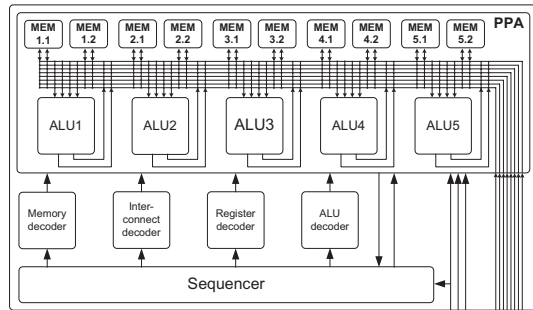 PPA
MEM 1.1
MEM 1.2
MEM 2.1
MEM 2.2
MEM 3.1
MEM 3.2
MEM 4.1
MEM 4.2
MEM 5.1
MEM 5.2
ALU1
ALU2
ALU3
ALU4
ALU5
Memory
decoder
Inter-
connect
decoder
Register
decoder
ALU
decoder
Sequencer